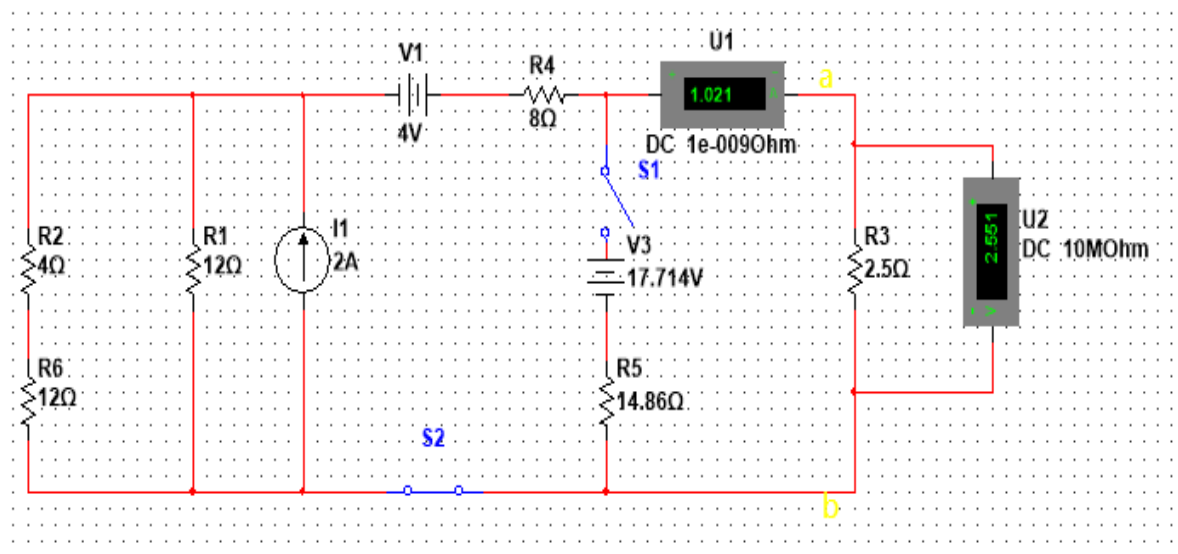 U1
V1
R4
a
1.021
A
4V
8Ω
DC 1e-009Ohm
S1
R2
4Ω
R1
12Ω
I1
2A
V3
17.714V
R3
2.5Ω
2.551
V
U2
DC 10MOhm
R6
12Ω
R5
14.86Ω
S2
b